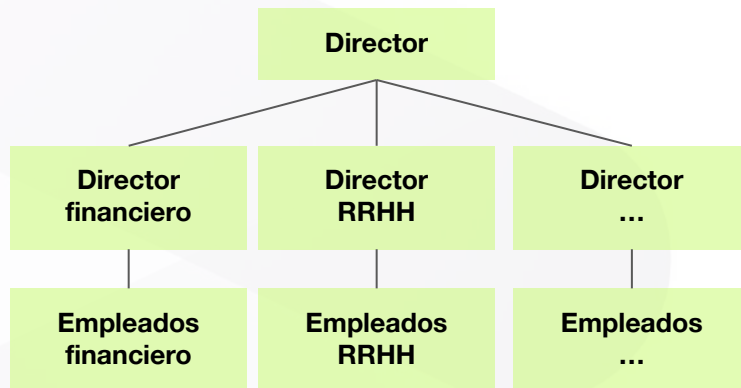 Director
Director
financiero
Director
RRHH
Director
...
Empleados
financiero
Empleados
RRHH
Empleados
...